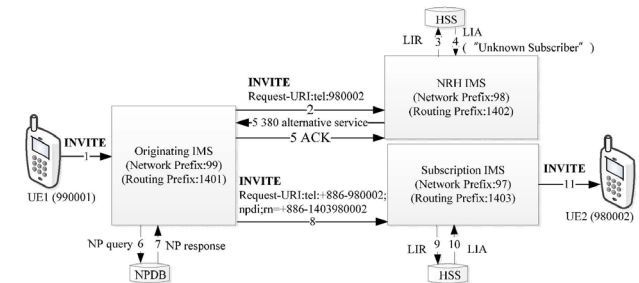 HSS
LIR 3 4 LIA
( "Unknown Subscriber" )
INVITE
Request-URI:tel:980002
2
5 380 alternative service
5 ACK
NRH IMS
(Network Prefix:98)
(Routing Prefix:1402)
INVITE
1
UE1 (990001)
Originating IMS
(Network Prefix:99)
(Routing Prefix:1401)
INVITE
Request-URI:tel:+886-980002;
npdi;rn=+886-1403980002
8
Subscription IMS
(Network Prefix:97)
(Routing Prefix:1403)
INVITE
11
UE2 (980002)
NP query 6 7 NP response
NPDB
LIR 9 10 LIA
HSS